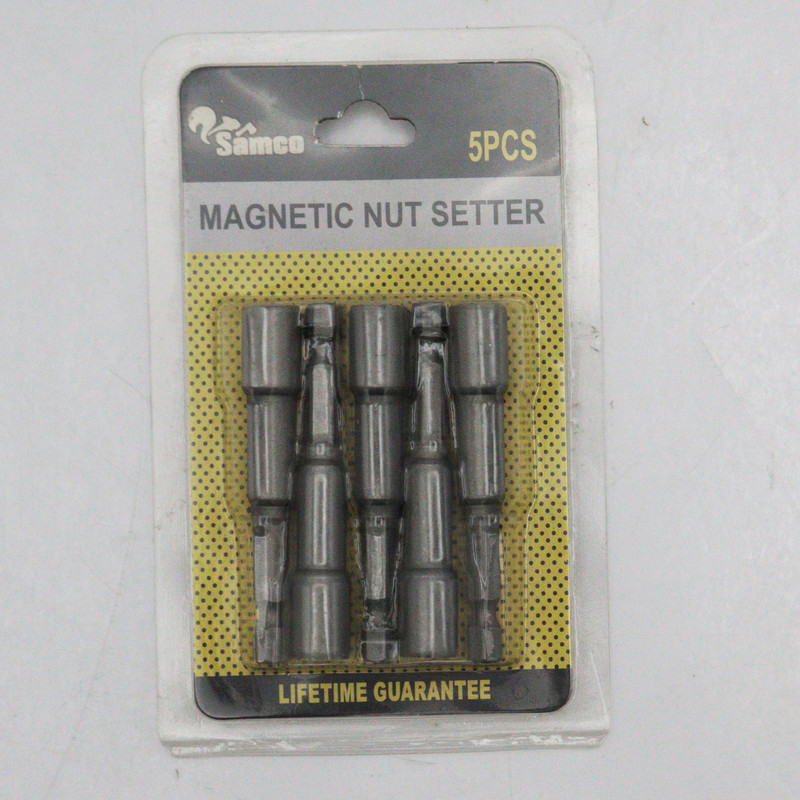 Samco
5PCS
MAGNETIC NUT SETTER
LIFETIME GUARANTEE